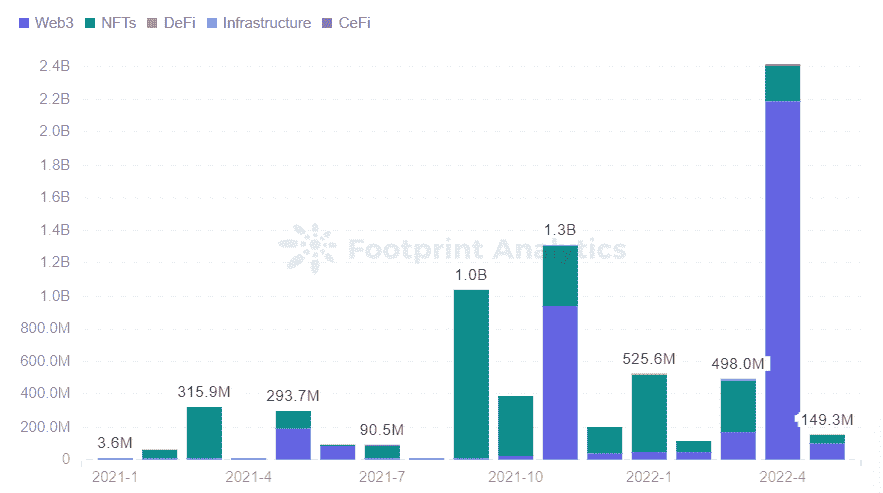 Web3 NFTs DeFi Infrastructure CeFi
2.4B
2.2B
2.0B
1.8B
1.6B
1.4B
1.2B
1.0B
800.0M
600.0M
400.0M
200.0M
0
3.6M
315.9M
293.7M
90.5M
1.0B
1.3B
525.6M
498.0M
149.3M
Footprint Analytics
2021-1 2021-4 2021-7 2021-10 2022-1 2022-4